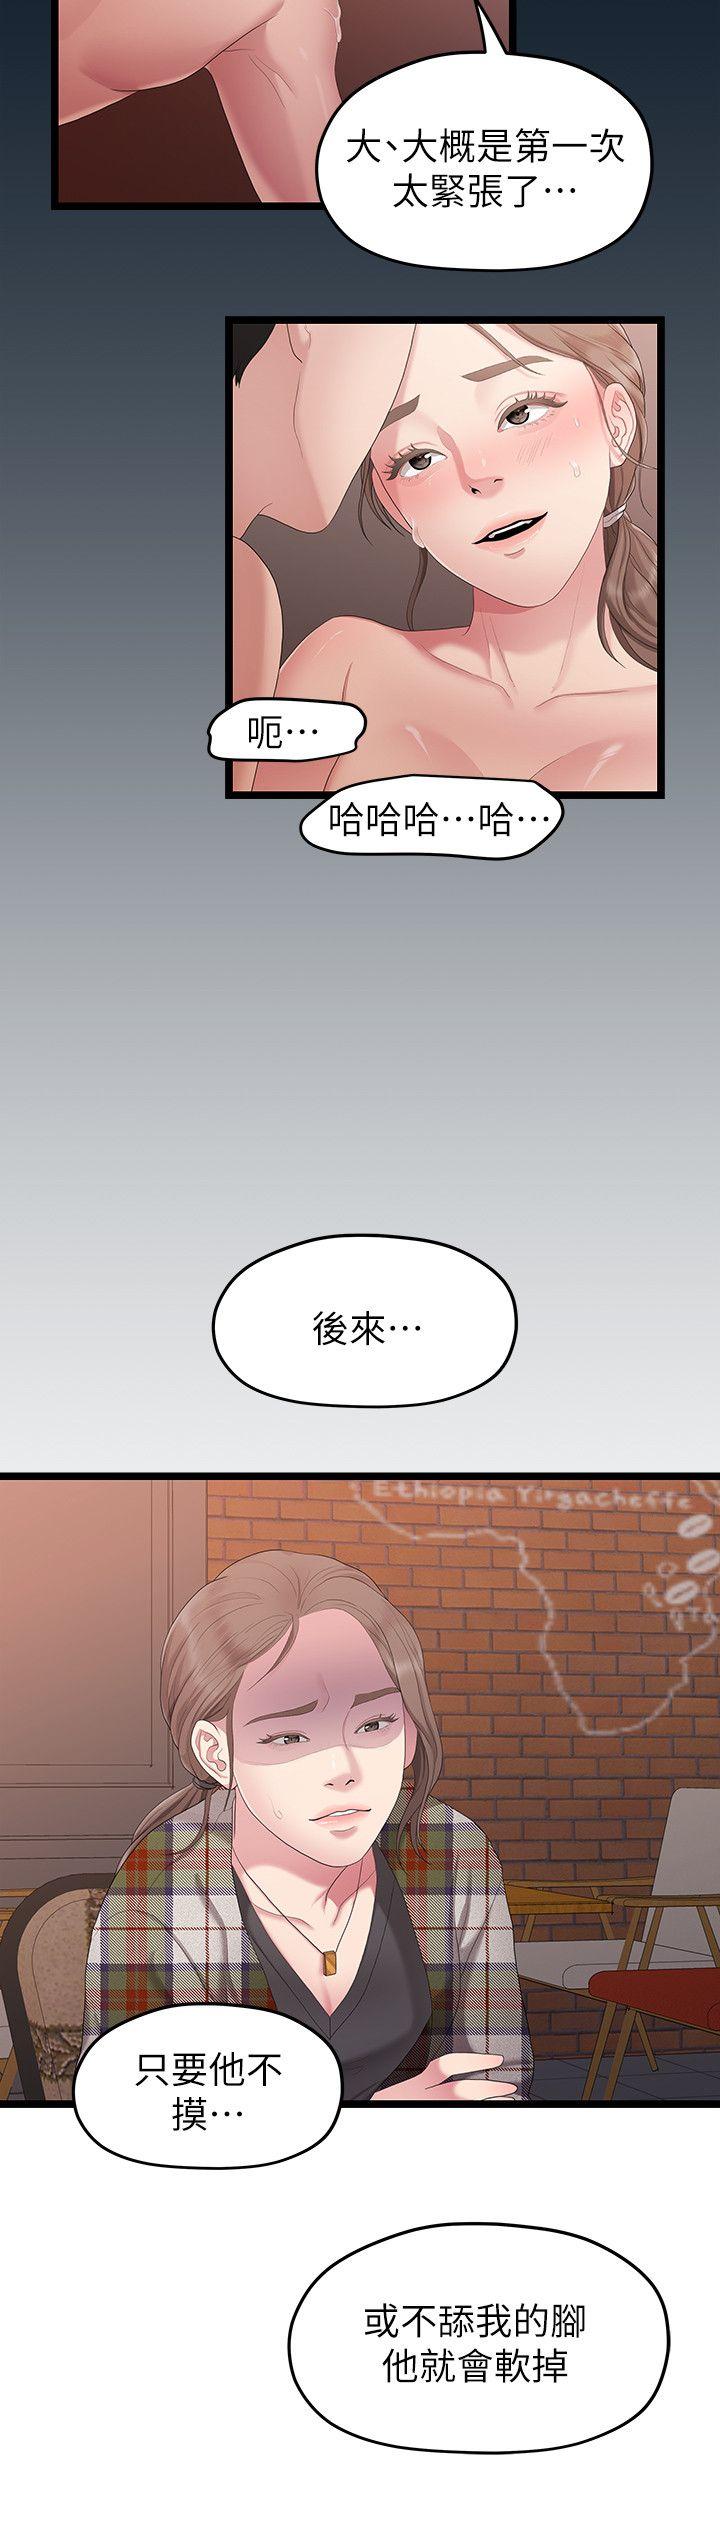 大、大概是第一次
太緊張了…
呃…
哈哈哈…哈…
後來…
Ethiopia Yirgacheffe
只要他不
摸…
或不舔我的腳
他就會軟掉